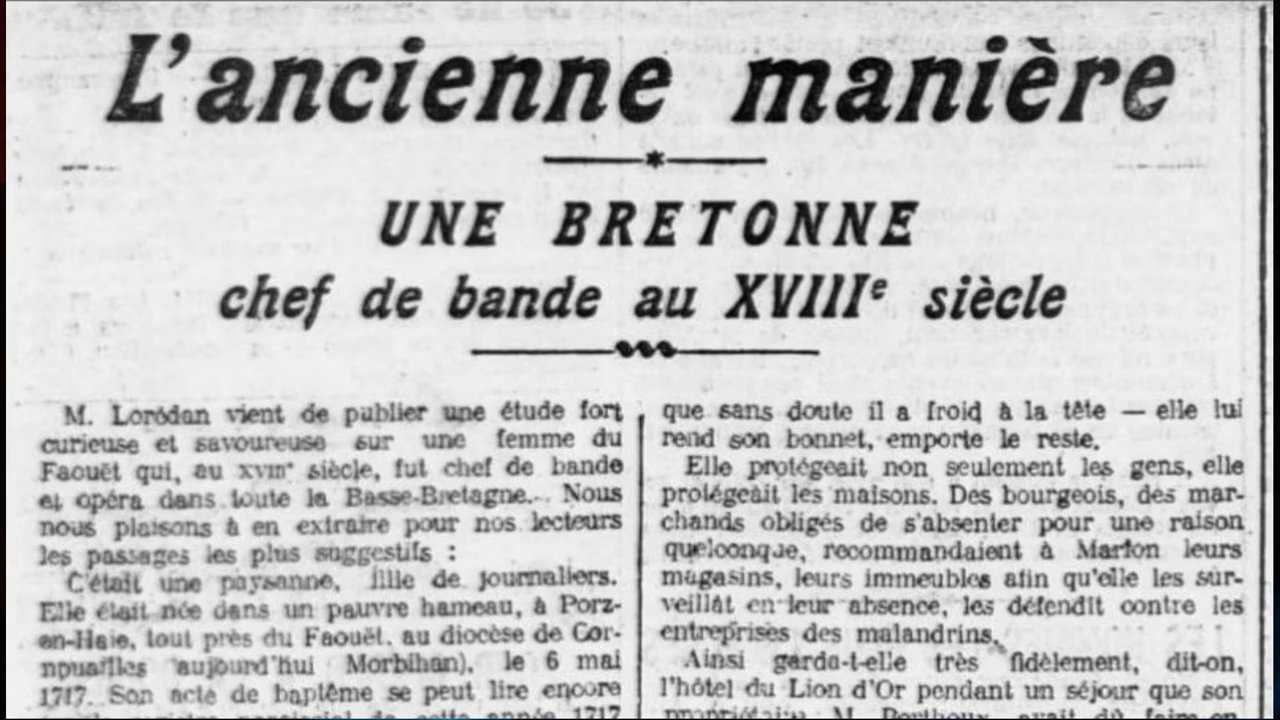 L'ancienne manière
UNE BRETONNE
chef de bande au XVIIIe siècle
M. Lorédan vient de publier une étude fort
curieuse et savoureuse sur une femme du
Faouët qui, au XVIIIe siècle, fut chef de bande
et opéra dans toute la Basse-Bretagne. Nous
nous plaisons à en extraire pour nos lecteurs
les passages les plus suggestifs :
C'était une paysanne, fille de journaliers.
Elle était née dans un pauvre hameau, à Porz-
en-Haie, tout près du Faouët, au diocèse de Cor-
nouailles aujourd'hui Morbihan), le 6 mai
1717. Son acte de baptême se peut lire encore
de cette année 1717
que sans doute il a froid à la tête — elle lui
rend son bonnet, emporte le reste.
Elle protégeait non seulement les gens, elle
protégeait les maisons. Des bourgeois, des mar-
chands obligés de s'absenter pour une raison
quelconque, recommandaient à Marion leurs
magasins, leurs immeubles afin qu'elle les sur-
veillât en leur absence, les défendit contre les
entreprises des malandrins.
Ainsi garda-t-elle très fidèlement, dit-on,
l'hôtel du Lion d'Or pendant un séjour que son
propriétaire, M. Berthoux, avait dû faire en